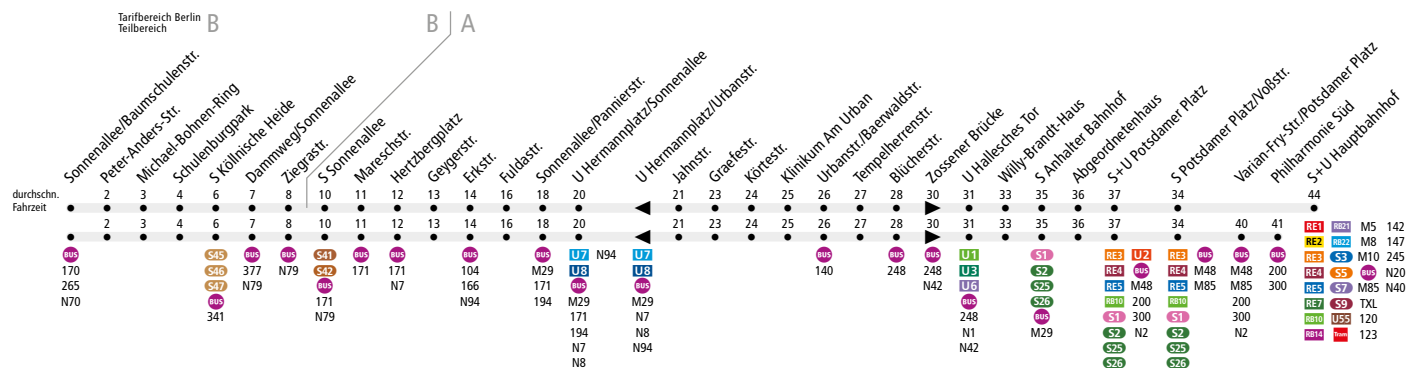 Tarifbereich Berlin
Teilbereich
B
B
A
Sonnenallee/Baumschulenstr.
Peter-Anders-Str.
Michael-Bohnen-Ring
Schulenburgpark
S Köllnische Heide
Dammweg/Sonnenallee
Ziegrastr.
S Sonnenallee
Mareschstr.
Hertzbergplatz
Geygerstr.
Erkstr.
Fuldastr.
Sonnenallee/Pannierstr.
U Hermannplatz/Sonnenallee
U Hermannplatz/Urbanstr.
Jahnstr.
Graefestr.
Körtestr.
Klinikum Am Urban
Urbanstr./Baerwaldstr.
Tempelherrenstr.
Blücherstr.
Zossener Brücke
U Hallesches Tor
Willy-Brandt-Haus
S Anhalter Bahnhof
Abgeordnetenhaus
S+U Potsdamer Platz
S Potsdamer Platz/Voßstr.
Varian-Fry-Str./Potsdamer Platz
Philharmonie Süd
S+U Hauptbahnhof
durchschn. 2 3 4 6 7 8 10 11 12 13 14 16 18 20 21 23 24 25 26 27 28 30 31 33 35 36 37 34 44
Fahrzeit
2 3 4 6 7 8 10 11 12 13 14 16 18 20 21 23 24 25 26 27 28 30 31 33 35 36 37 34 40 41
BUS
170
265
N70
S45
S46
S47
BUS
341
BUS
377
N79
BUS
N79
S41
S42
BUS
171
N79
BUS
171
BUS
171
N7
BUS
104
166
N94
BUS
M29
171
194
U7 N94
U8
BUS
M29
171
194
N7
N8
U7
U8
BUS
M29
N7
N8
N94
BUS
140
BUS
248
BUS
248
N42
U1
U3
U6
BUS
248
N1
N42
S1
S2
S25
S26
BUS
M29
RE3 U2
RE4 BUS
RE5 M48
RB10 200
S1 300
S2 N2
S25
S26
RE3 BUS
RE4 M48
RE5 M85
RB10
S1
S2
S25
S26
BUS
M48
M85
200
300
N2
BUS
200
300
RE1 RB21 M5 142
RE2 RB22 M8 147
RE3 S3 M10 245
RE4 S5 BUS N20
RE5 S7 M85 N40
RE7 S9 TXL
RB10 U55 120
RB14 Tram 123